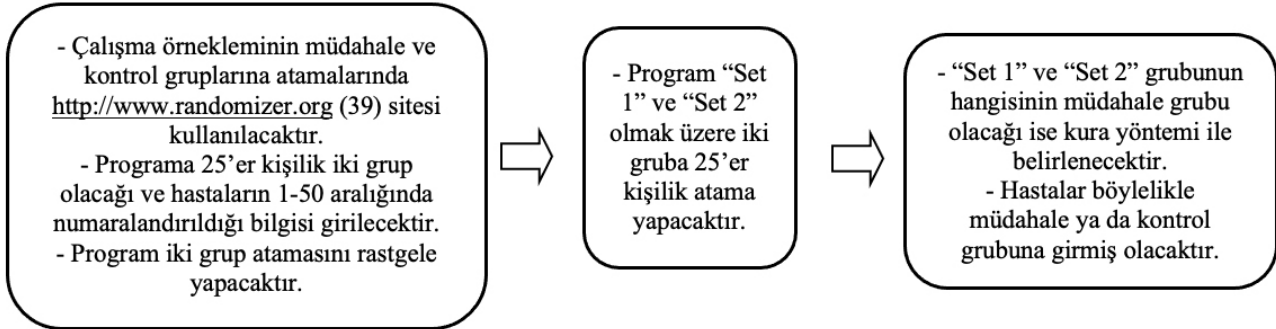 - Çalışma örnekleminin müdahale ve
kontrol gruplarına atamalarında
http://www.randomizer.org (39) sitesi
kullanılacaktır.
- Programa 25’er kişilik iki grup
olacağı ve hastaların 1-50 aralığında
numaralandırıldığı bilgisi girilecektir.
- Program iki grup atamasını rastgele
yapacaktır.
- Program “Set
1” ve “Set 2”
olmak üzere iki
gruba 25’er
kişilik atama
yapacaktır.
- “Set 1” ve “Set 2” grubunun
hangisinin müdahale grubu
olacağı ise kura yöntemi ile
belirlenecektir.
- Hastalar böylelikle
müdahale ya da kontrol
grubuna girmiş olacaktır.